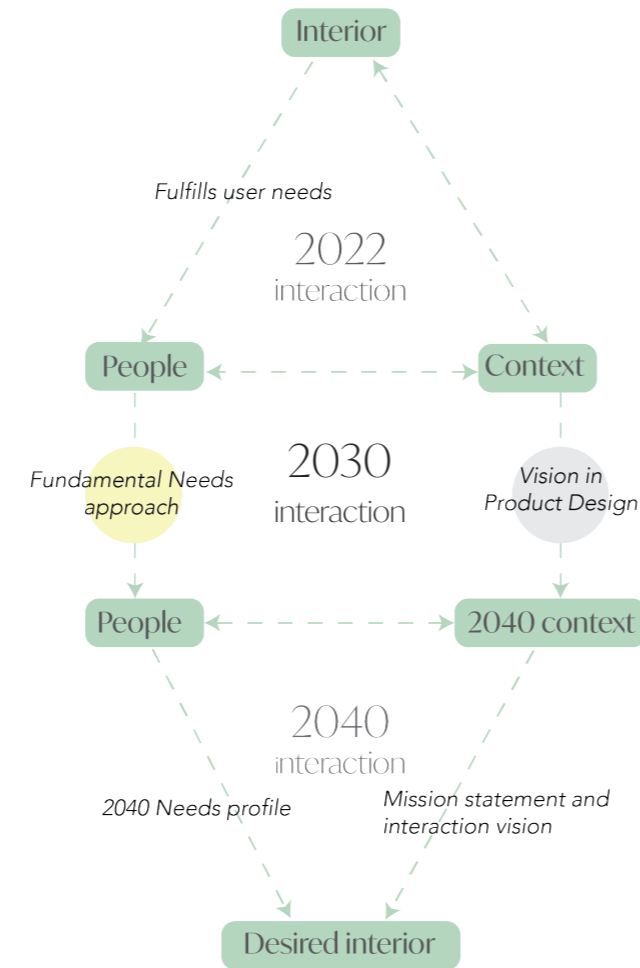 Interior
Fulfills user needs
2022
interaction
People
Context
2030
interaction
Fundamental Needs
approach
Vision in
Product Design
People
2040 context
2040
interaction
2040 Needs profile
Mission statement and
interaction vision
Desired interior